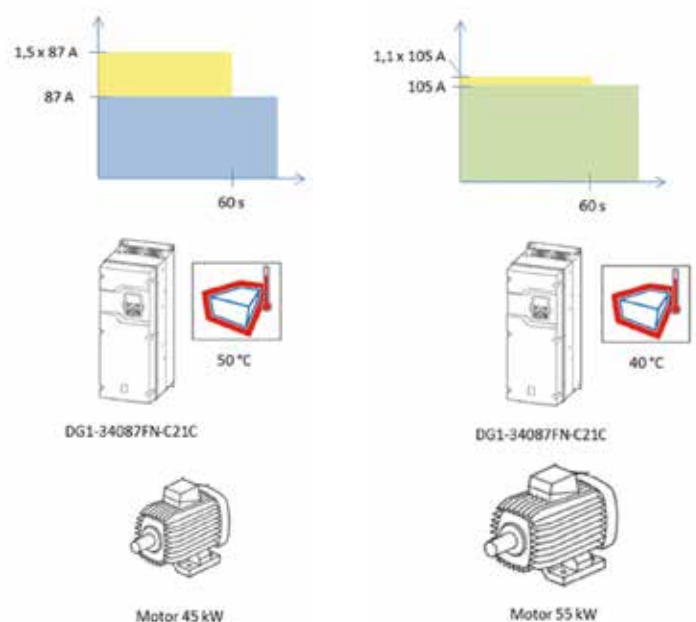 1,5 x 87 A
87 A
60 s
50 °C
DG1-34087FN-C21C
Motor 45 kW
1,1 x 105 A
105 A
60 s
40 °C
DG1-34087FN-C21C
Motor 55 kW